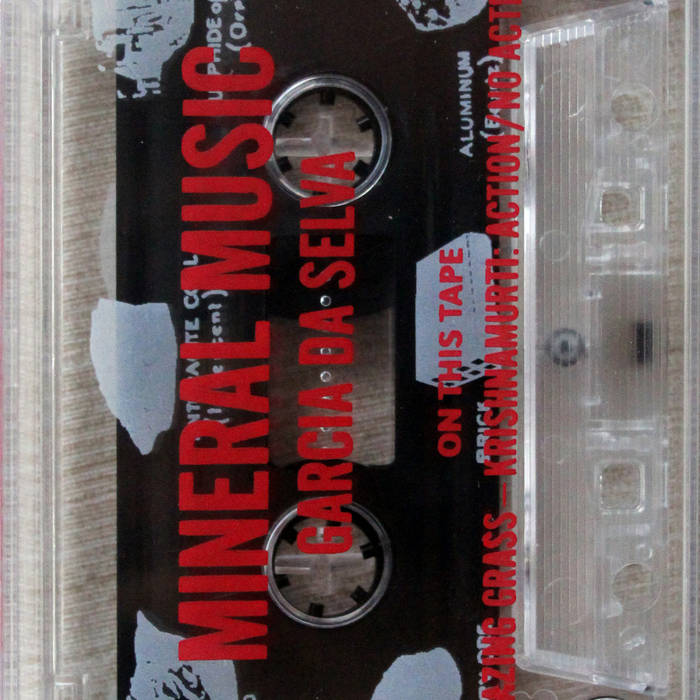 MINERAL MUSIC
GARCIA DA SELVA
ON THIS TAPE
AZING GRASS – KRISHNAMURTI: ACTION/NO ACTI
ALUMINUM
BRICK